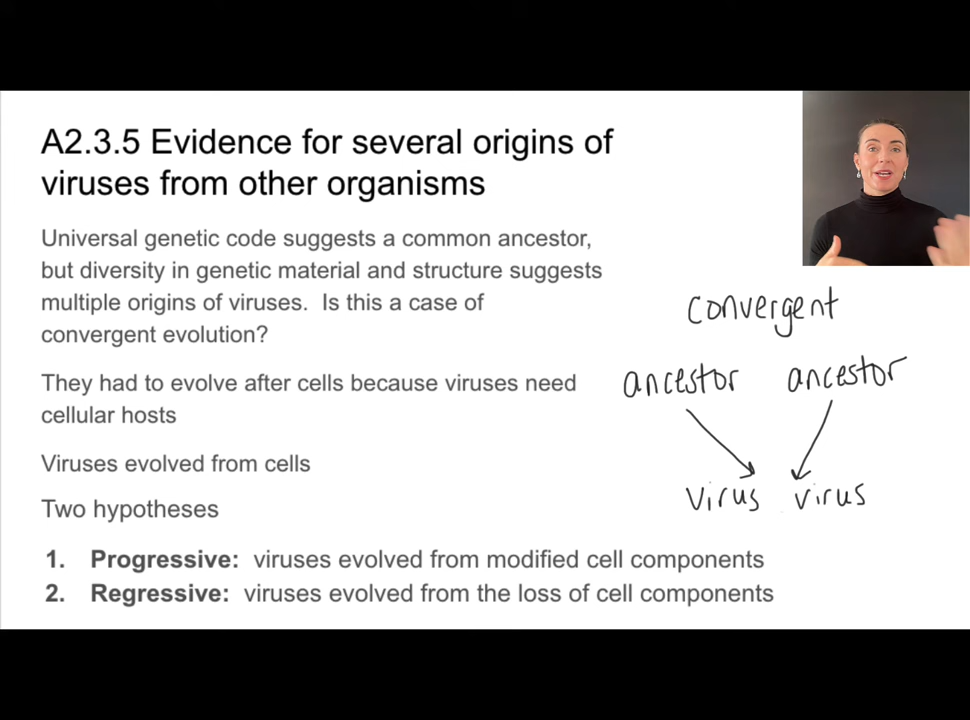 A2.3.5 Evidence for several origins of
viruses from other organisms
Universal genetic code suggests a common ancestor,
but diversity in genetic material and structure suggests
multiple origins of viruses.  Is this a case of
convergent evolution?
They had to evolve after cells because viruses need
cellular hosts
Viruses evolved from cells
Two hypotheses
1. Progressive: viruses evolved from modified cell components
2. Regressive: viruses evolved from the loss of cell components
convergent
ancestor ancestor
virus virus